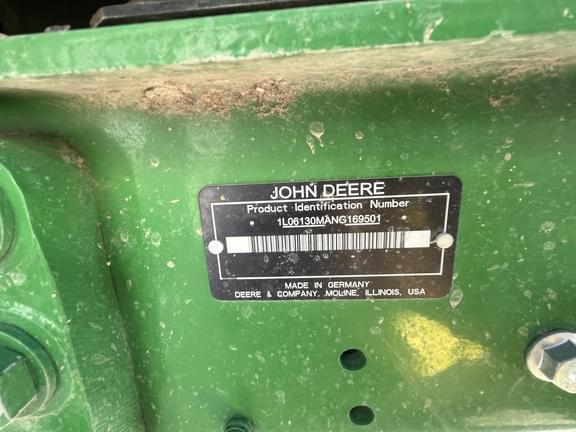 JOHN DEERE
Product Identification Number
1L06130MANG169501
MADE IN GERMANY
DEERE & COMPANY, MOLINE, ILLINOIS, USA